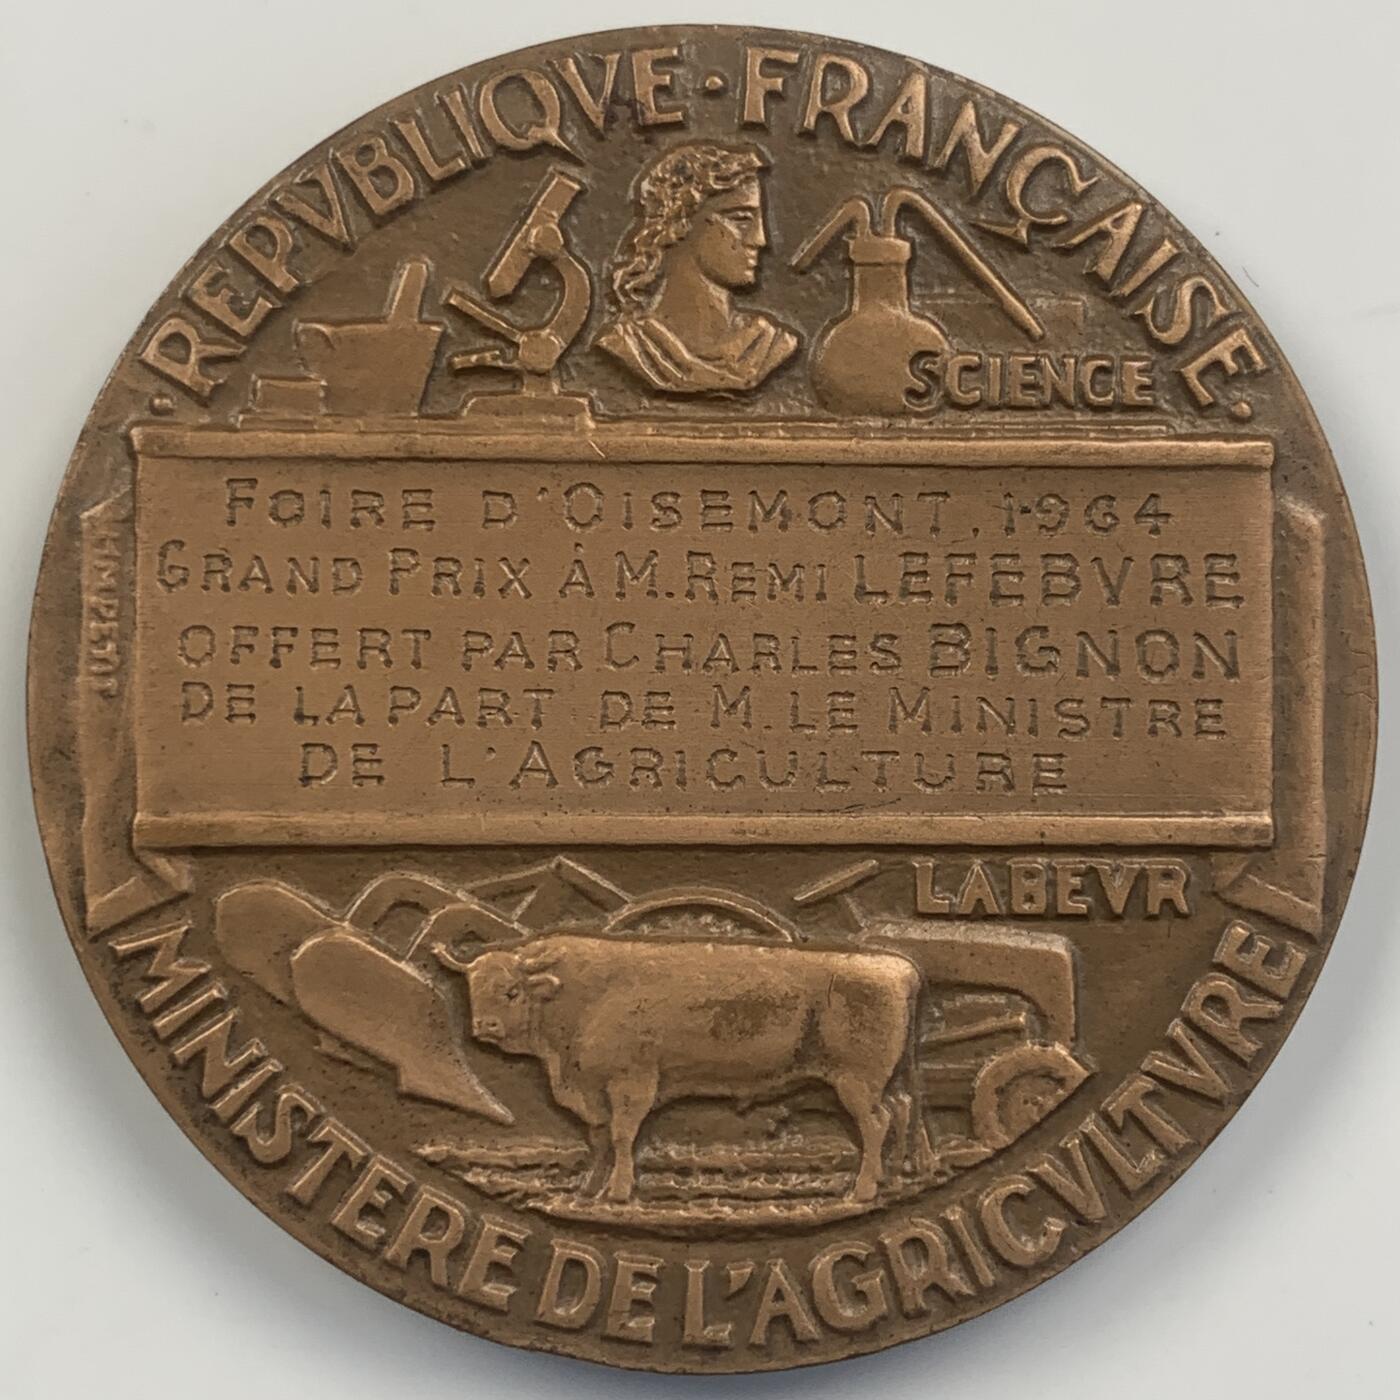 ·REPVBLIQVE·FRANÇAISE·
SCIENCE
FOIRE D'OISEMONT. 1964
GRAND PRIX À M. REMI LEFEBVRE
OFFERT PAR CHARLES BIGNON
DE LA PART DE M. LE MINISTRE
DE L'AGRICULTURE
LABEVR
MINISTERE DE L'AGRICVLTVRE